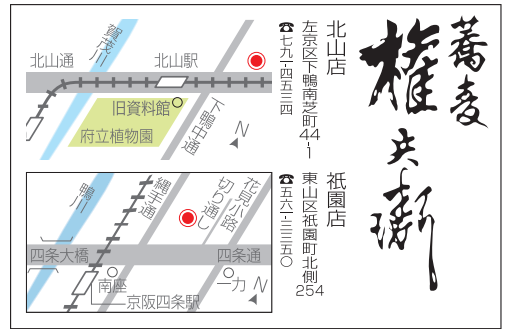 蕎麦
権兵衛
北山店
左京区下鴨南芝町44-1
☎七九一-四五三四
祇園店
東山区祇園町北側254
☎五六一-三三五〇
賀茂川
北山通
北山駅
旧資料館
府立植物園
下鴨中通
N
鴨川
縄手通
切り通し
花見小路
四条大橋
四条通
南座
一力
京阪四条駅
N